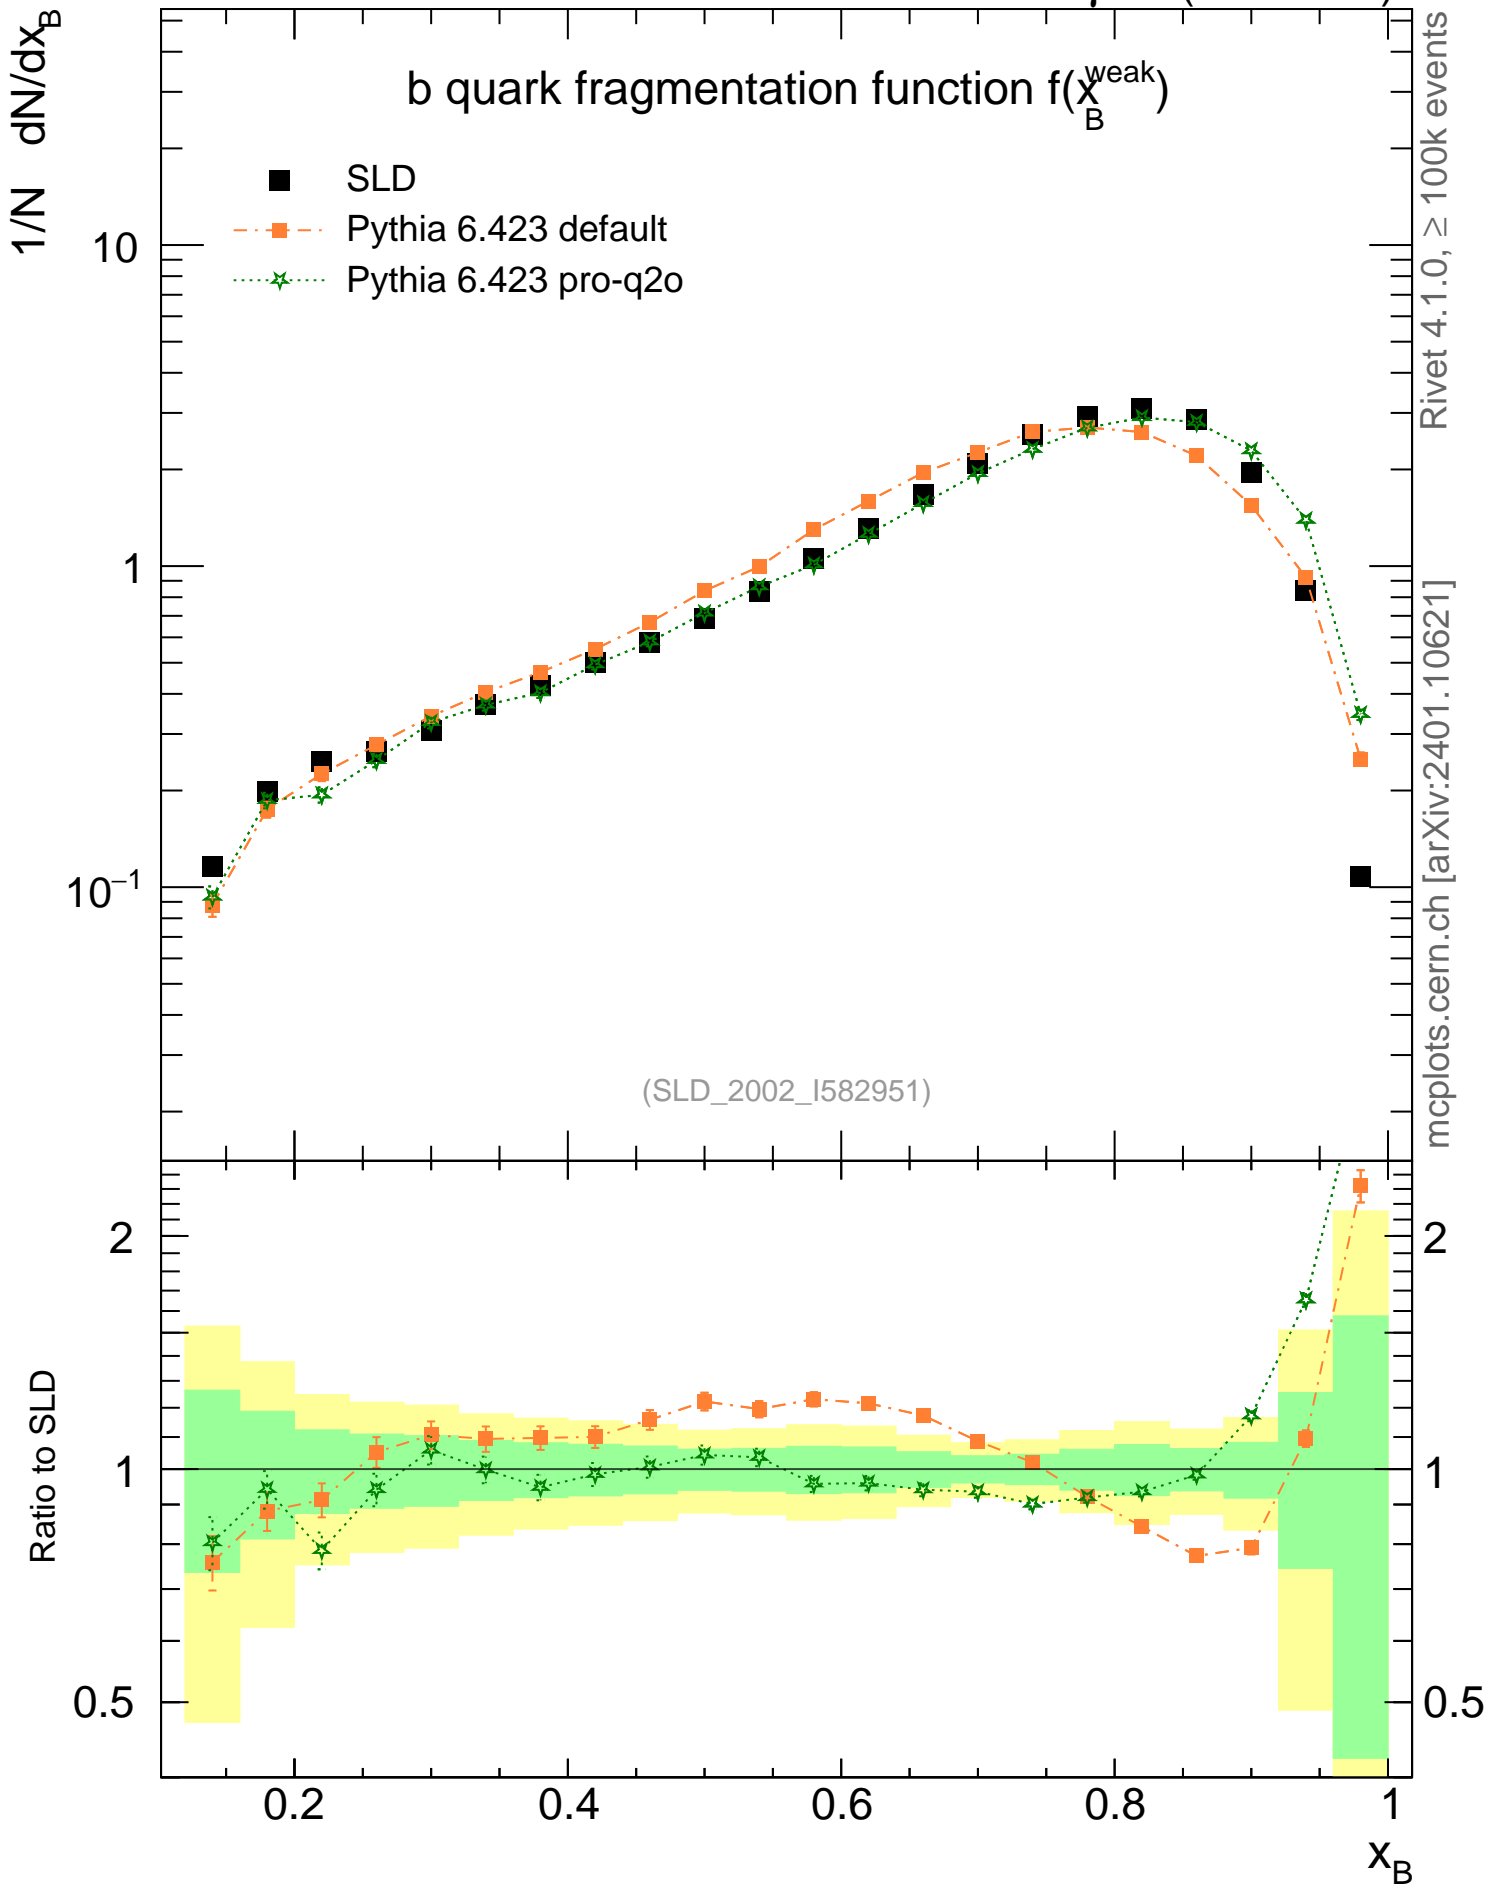 b quark fragmentation function f(x_B^weak)
1/N dN/dx_B
SLD
Pythia 6.423 default
Pythia 6.423 pro-q2o
10
1
10^−1
(SLD_2002_I582951)
Rivet 4.1.0, ≥ 100k events
mcplots.cern.ch [arXiv:2401.10621]
Ratio to SLD
2
1
0.5
2
1
0.5
0.2
0.4
0.6
0.8
1
x_B